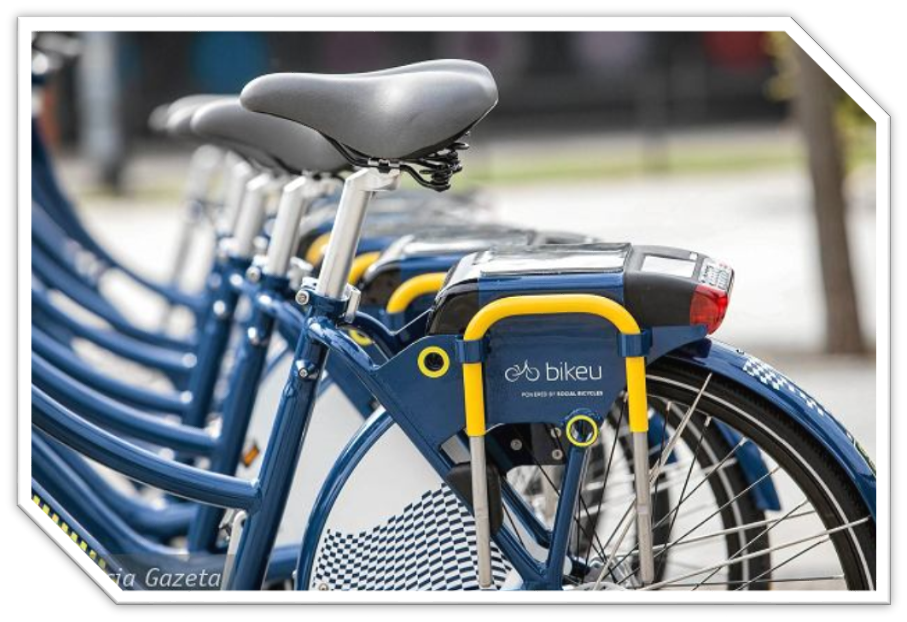 bikeu
POWERED BY SOCIAL BICYCLES
Gazeta